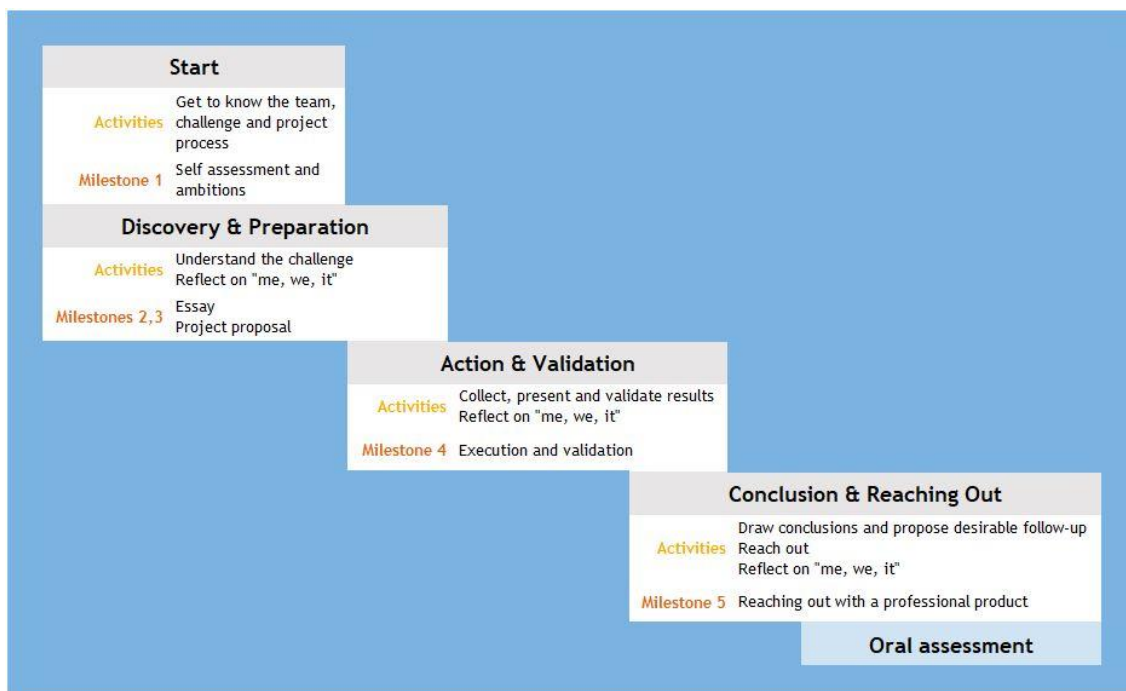 Start
Activities
Get to know the team,
challenge and project
process
Milestone 1
Self assessment and
ambitions
Discovery & Preparation
Activities
Understand the challenge
Reflect on "me, we, it"
Milestones 2,3
Essay
Project proposal
Action & Validation
Activities
Collect, present and validate results
Reflect on "me, we, it"
Milestone 4
Execution and validation
Conclusion & Reaching Out
Activities
Draw conclusions and propose desirable follow-up
Reach out
Reflect on "me, we, it"
Milestone 5
Reaching out with a professional product
Oral assessment